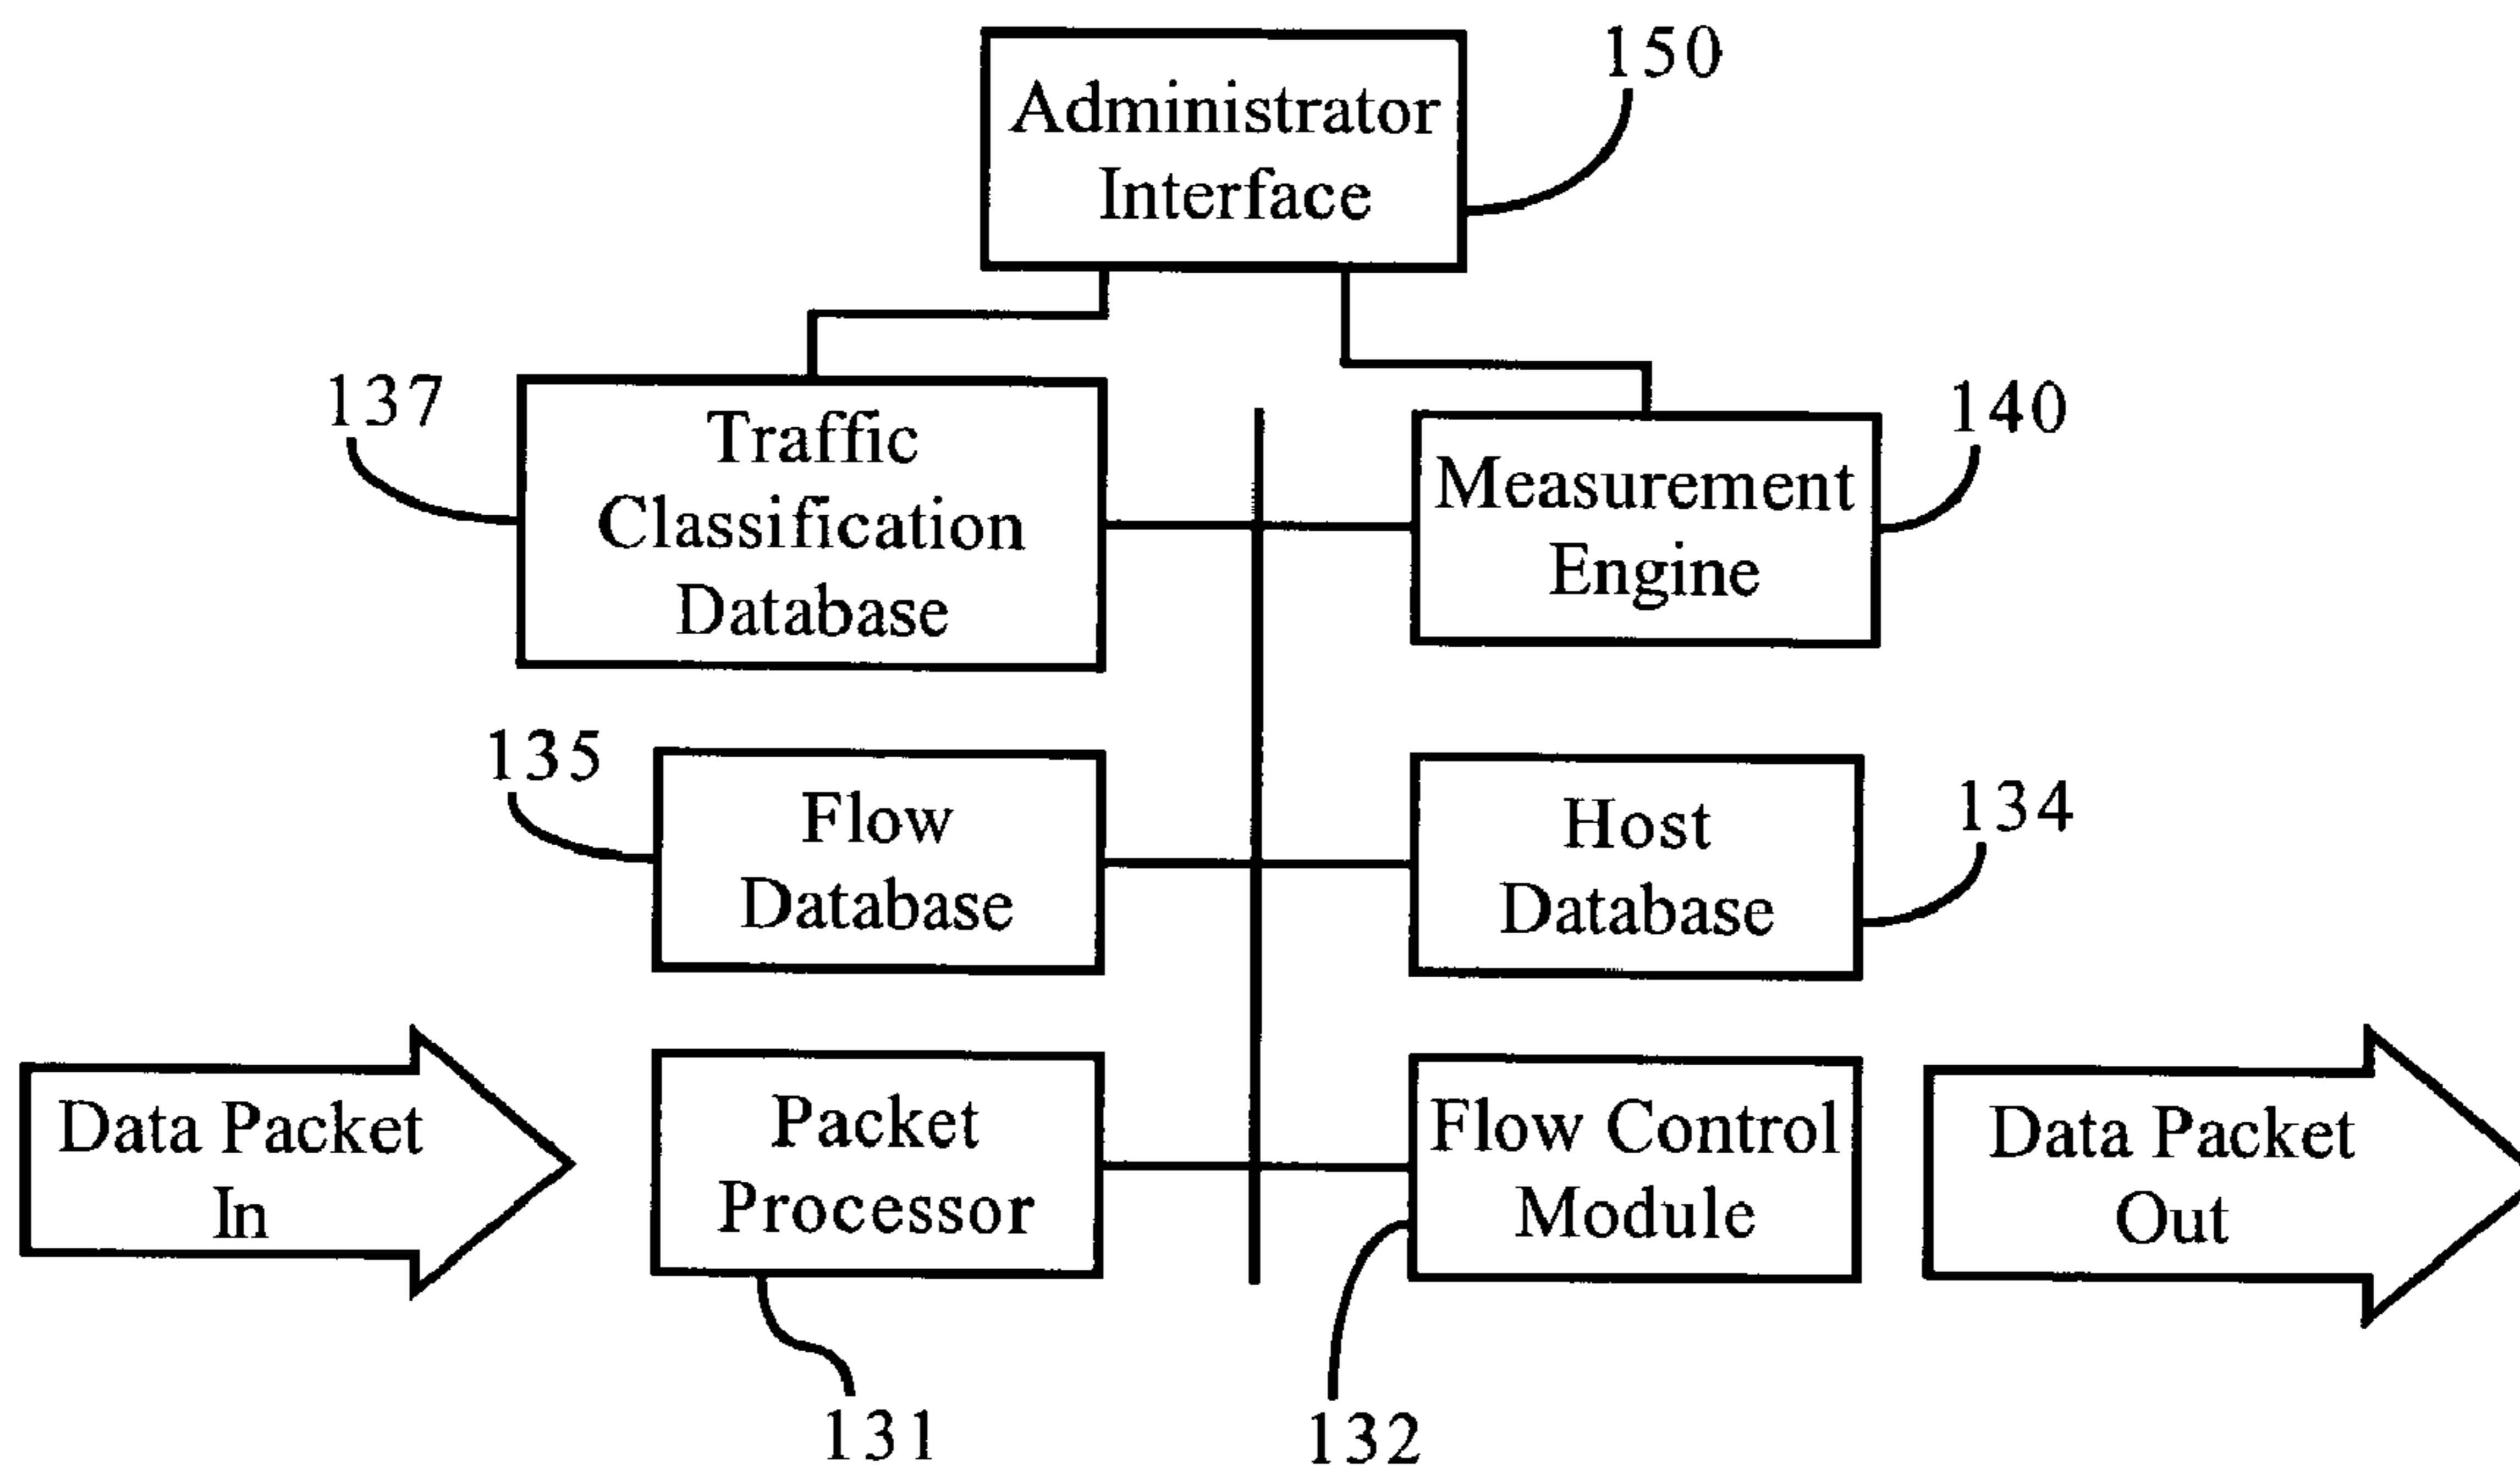 Administrator
Interface
150
137
Traffic
Classification
Database
Measurement
Engine
140
135
Flow
Database
Host
Database
134
Data Packet
In
Packet
Processor
Flow Control
Module
Data Packet
Out
131
132